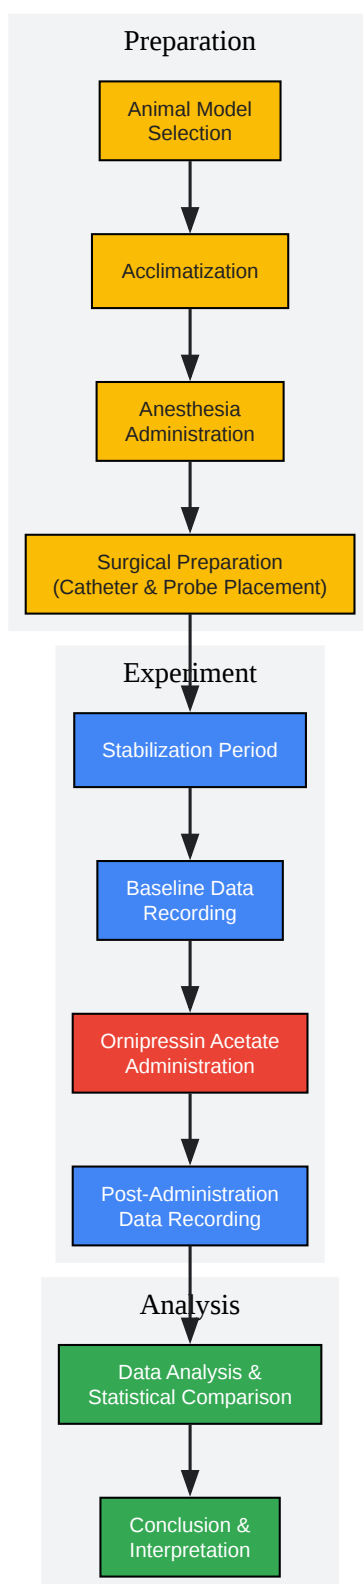 Preparation
Animal Model
Selection
Acclimatization
Anesthesia
Administration
Surgical Preparation
(Catheter & Probe Placement)
Experiment
Stabilization Period
Baseline Data
Recording
Ornipressin Acetate
Administration
Post-Administration
Data Recording
Analysis
Data Analysis &
Statistical Comparison
Conclusion &
Interpretation